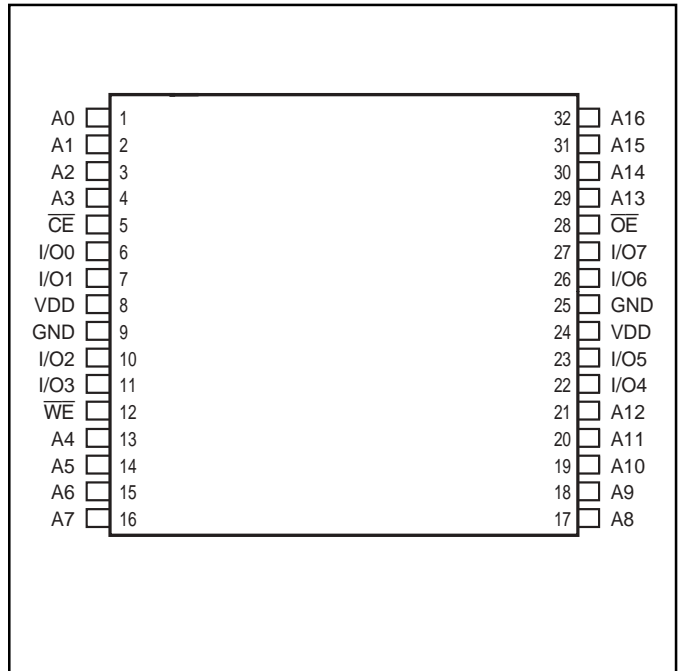 A0 1 32 A16
A1 2 31 A15
A2 3 30 A14
A3 4 29 A13
C̅E̅ 5 28 O̅E̅
I/O0 6 27 I/O7
I/O1 7 26 I/O6
VDD 8 25 GND
GND 9 24 VDD
I/O2 10 23 I/O5
I/O3 11 22 I/O4
W̅E̅ 12 21 A12
A4 13 20 A11
A5 14 19 A10
A6 15 18 A9
A7 16 17 A8